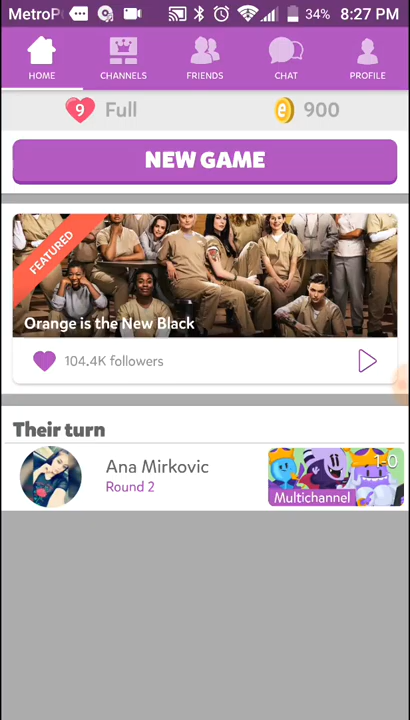 MetroP 34% 8:27 PM
HOME CHANNELS FRIENDS CHAT PROFILE
9 Full 900
NEW GAME
FEATURED
Orange is the New Black
104.4K followers
Their turn
Ana Mirkovic
Round 2
1-0
Multichannel